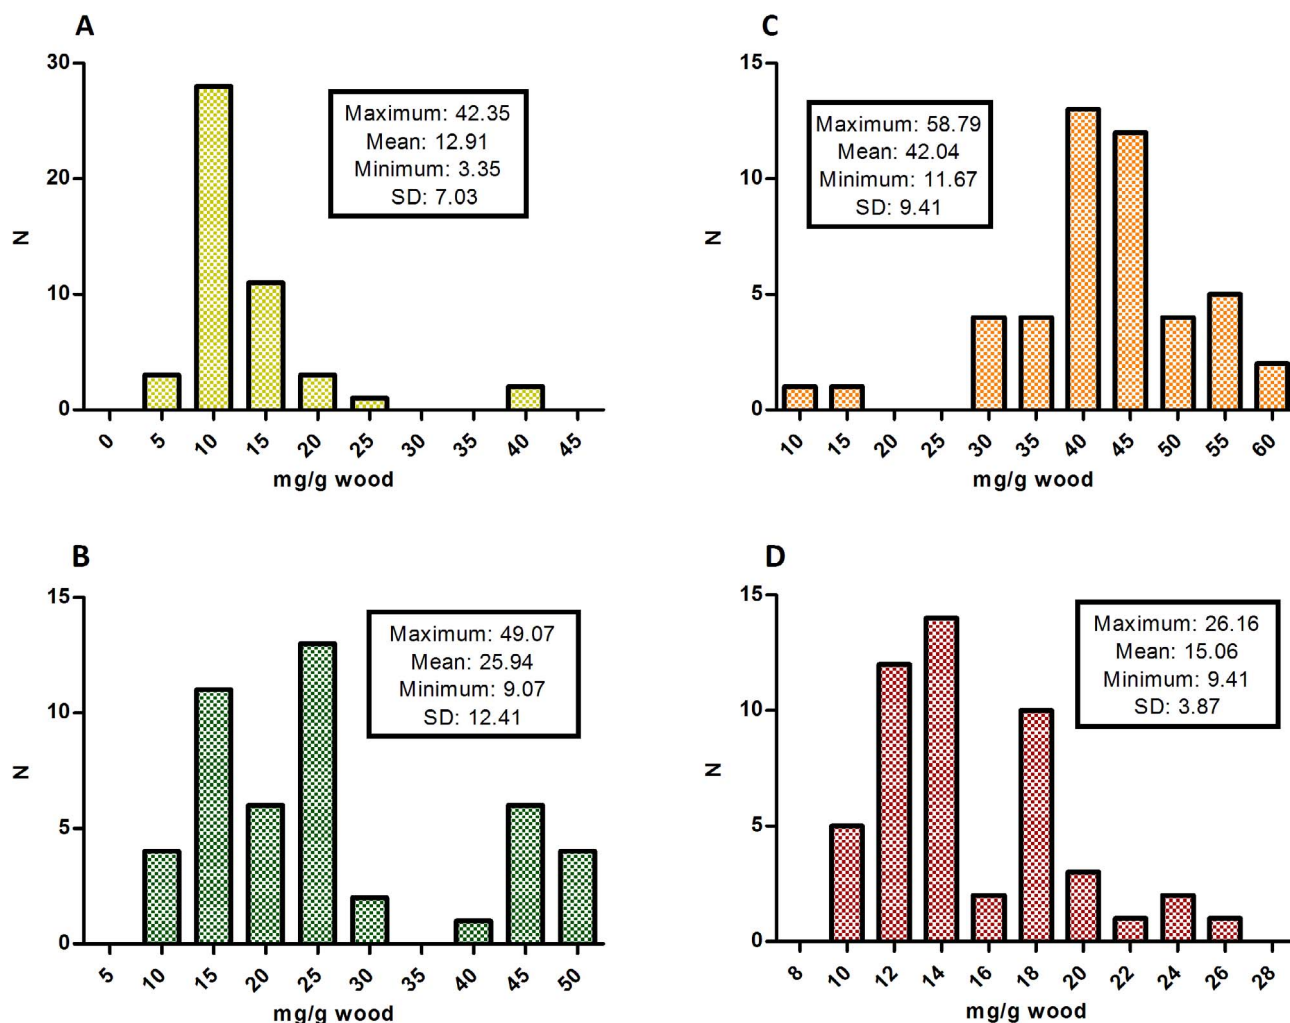 A
30
20
10
0
N
Maximum: 42.35
Mean: 12.91
Minimum: 3.35
SD: 7.03
0 5 10 15 20 25 30 35 40 45
mg/g wood
C
15
10
5
0
N
Maximum: 58.79
Mean: 42.04
Minimum: 11.67
SD: 9.41
10 15 20 25 30 35 40 45 50 55 60
mg/g wood
B
15
10
5
0
N
Maximum: 49.07
Mean: 25.94
Minimum: 9.07
SD: 12.41
5 10 15 20 25 30 35 40 45 50
mg/g wood
D
15
10
5
0
N
Maximum: 26.16
Mean: 15.06
Minimum: 9.41
SD: 3.87
8 10 12 14 16 18 20 22 24 26 28
mg/g wood